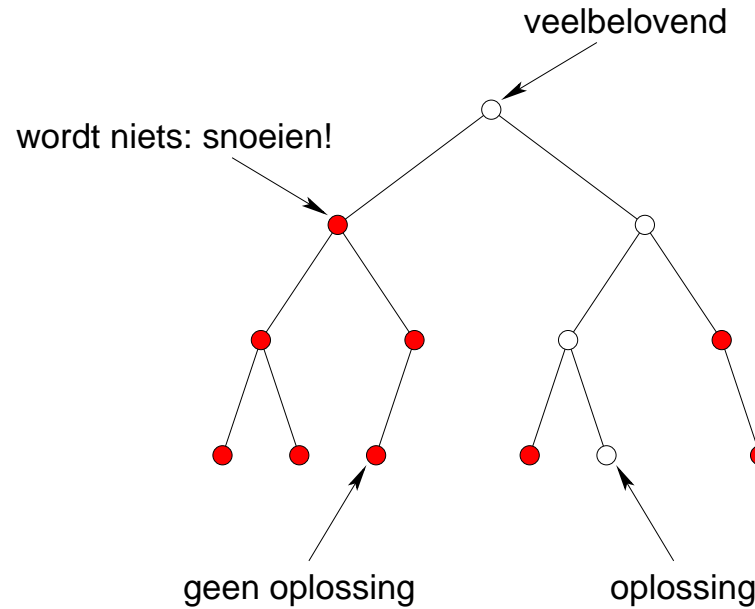 veelbelovend
wordt niets: snoeien!
geen oplossing
oplossing